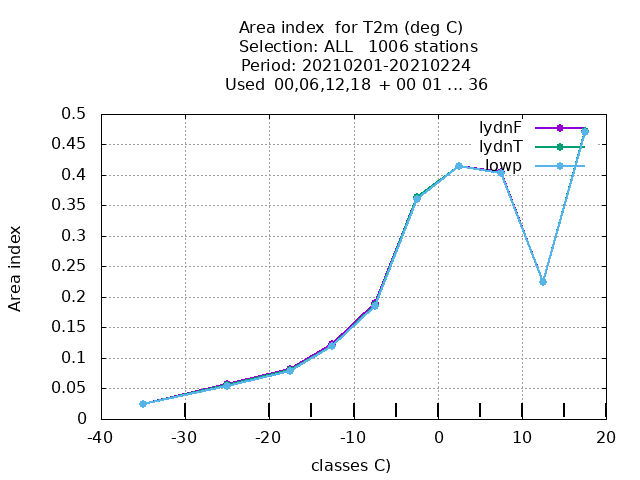 Area index  for T2m (deg C)
Selection: ALL   1006 stations
Period: 20210201-20210224
Used  00,06,12,18  + 00 01 ... 36
0.5
0.45
0.4
0.35
0.3
0.25
0.2
0.15
0.1
0.05
0
Area index
lydnF
lydnT
lowp
-40 -30 -20 -10 0 10 20
classes C)